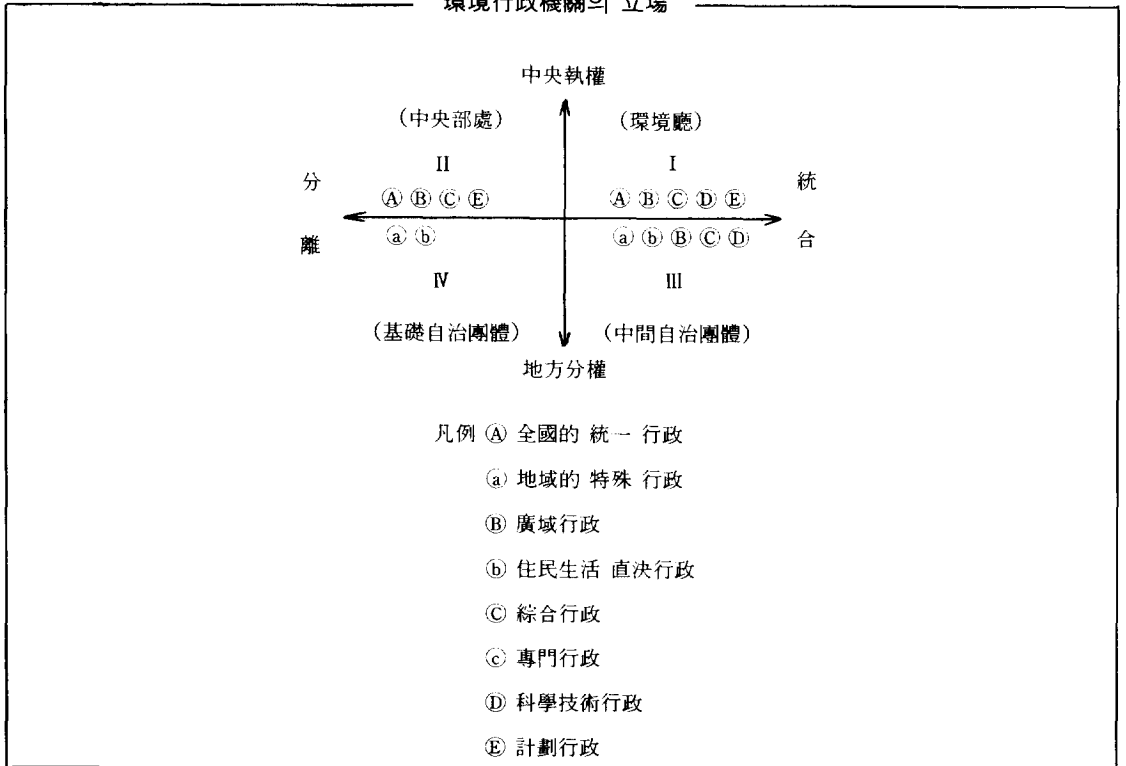 環境行政機關의 立場
中央執權
(中央部處) (環境廳)
II I
分 統
Ⓐ Ⓑ Ⓒ Ⓔ Ⓐ Ⓑ Ⓒ Ⓓ Ⓔ
離 ⓐ ⓑ ⓐ ⓑ Ⓑ Ⓒ Ⓓ 合
Ⅳ Ⅲ
(基礎自治團體) (中間自治團體)
地方分權
凡例 Ⓐ 全國的 統一 行政
ⓐ 地域的 特殊 行政
Ⓑ 廣域行政
ⓑ 住民生活 直決行政
Ⓒ 綜合行政
ⓒ 專門行政
Ⓓ 科學技術行政
Ⓔ 計劃行政